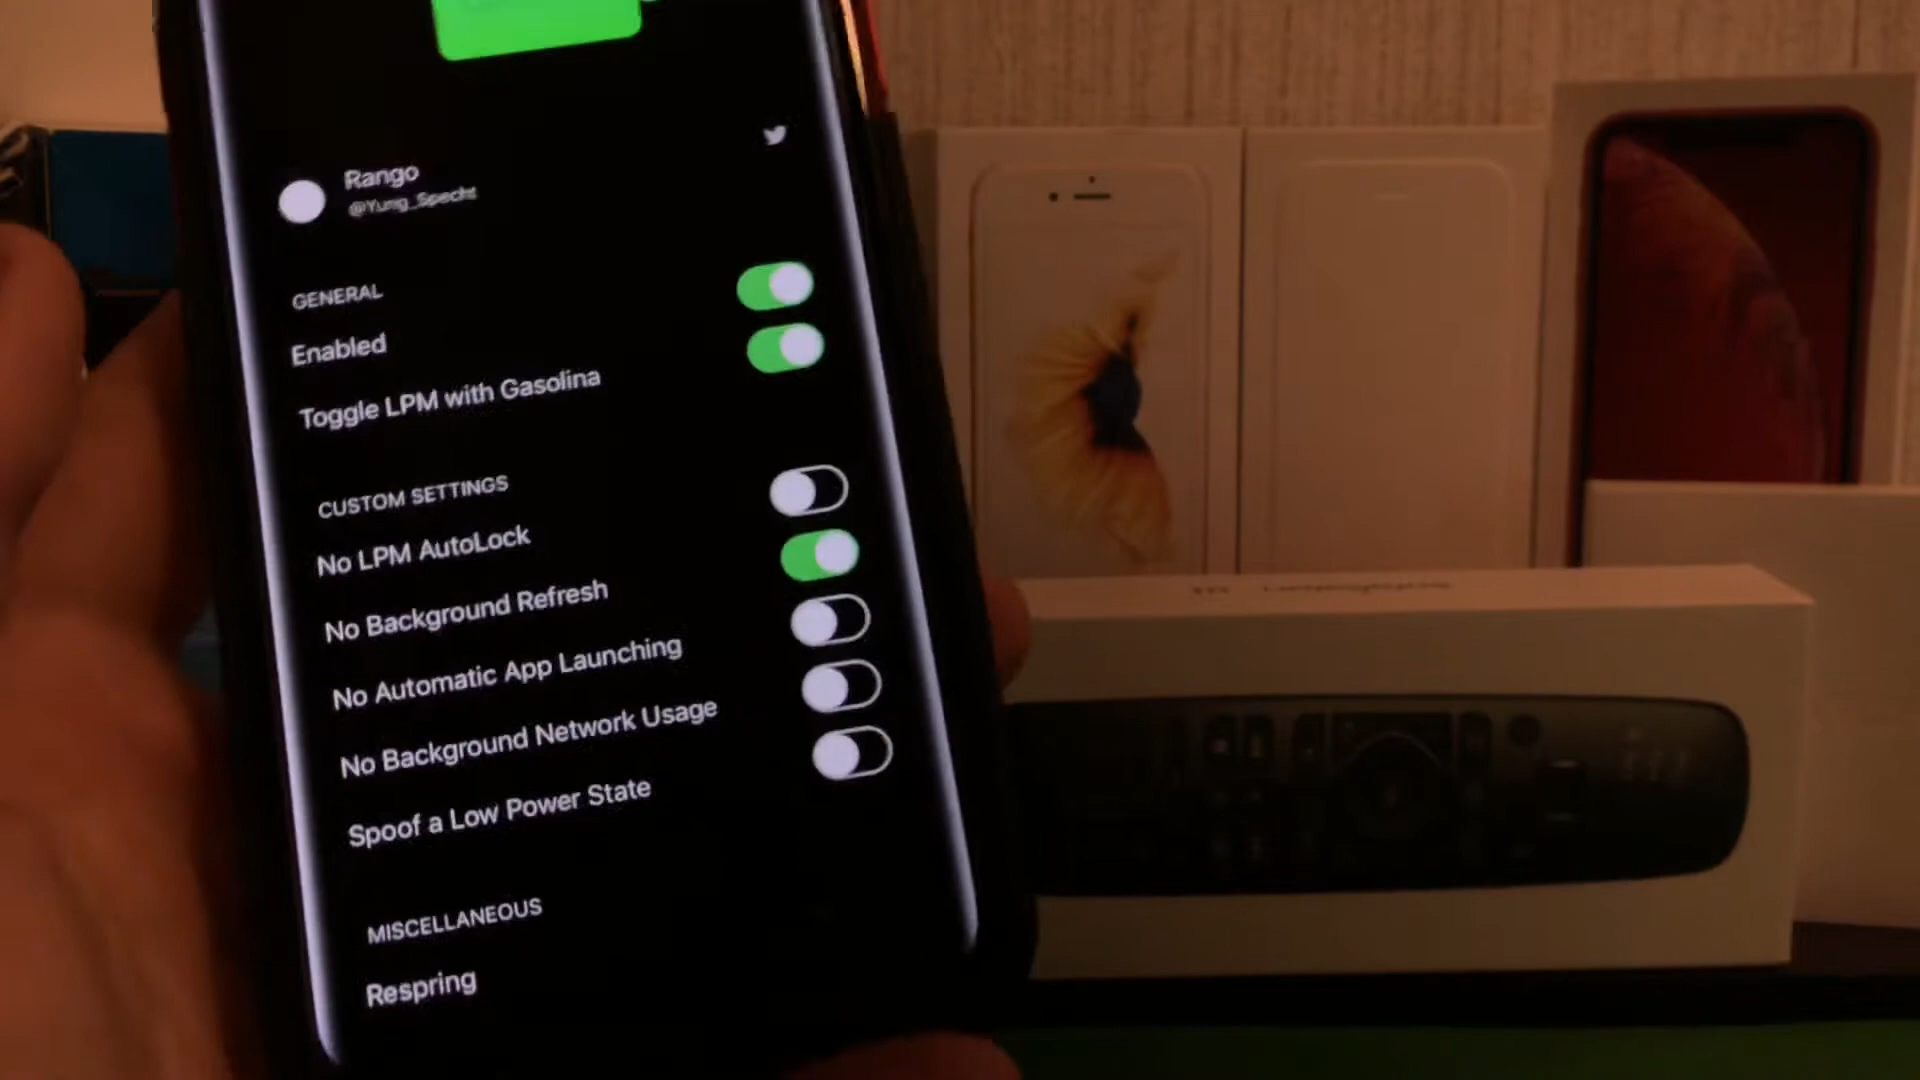 Rango
@Yung_Specht
GENERAL
Enabled
Toggle LPM with Gasolina
CUSTOM SETTINGS
No LPM AutoLock
No Background Refresh
No Automatic App Launching
No Background Network Usage
Spoof a Low Power State
MISCELLANEOUS
Respring